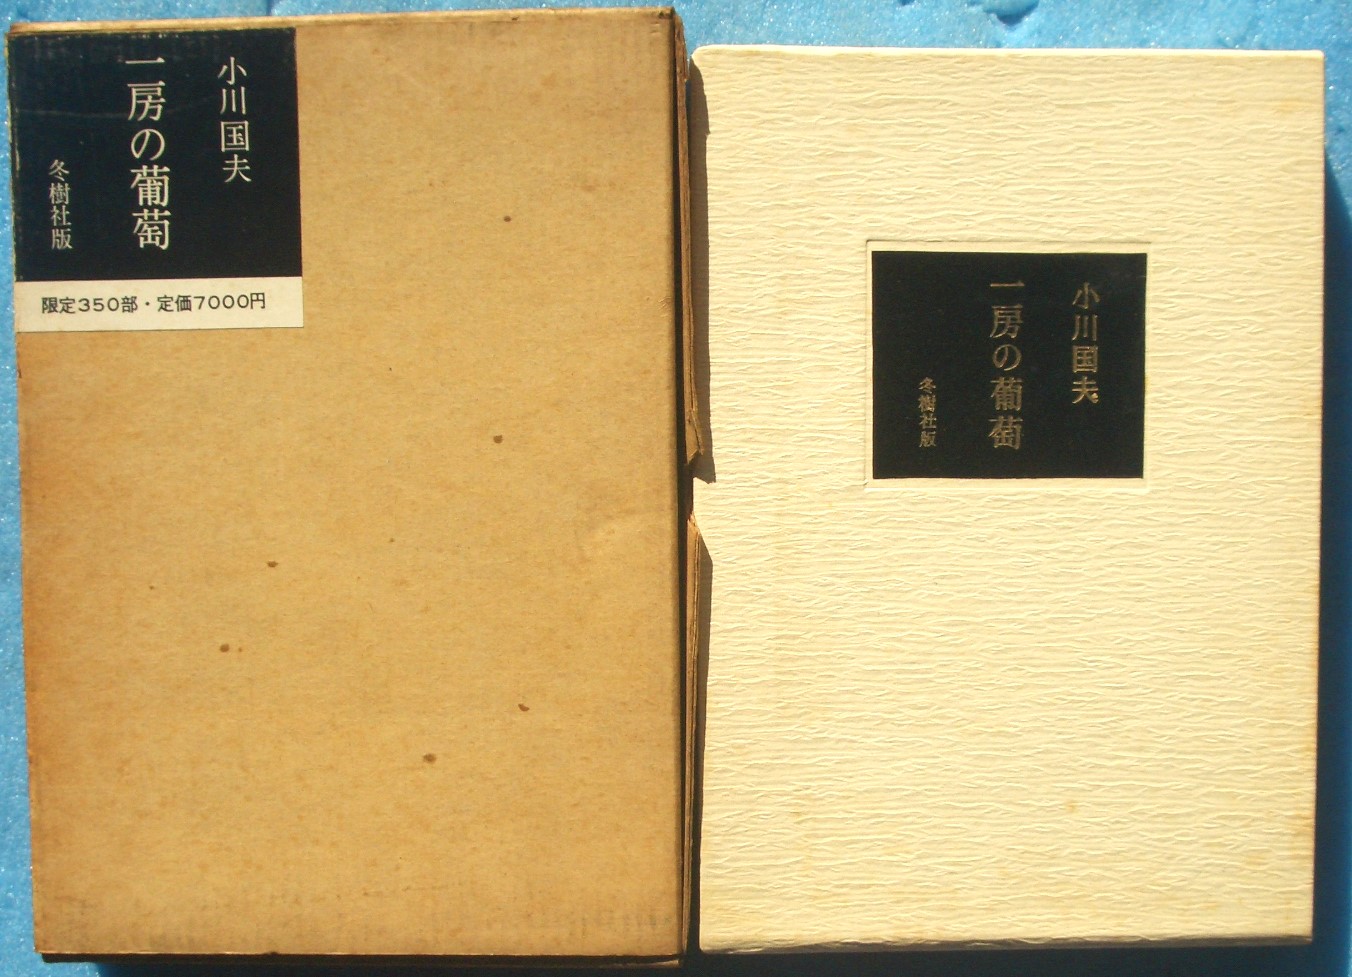 小川国夫
一房の葡萄
冬樹社版
限定350部・定価7000円
小川国夫
一房の葡萄
冬樹社版